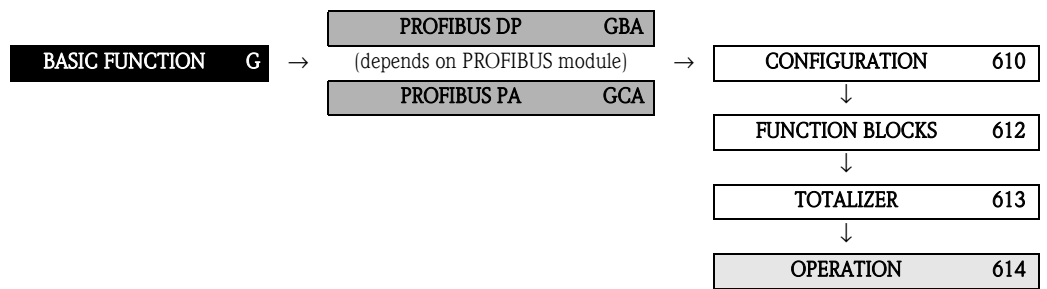 PROFIBUS DP GBA
BASIC FUNCTION G → (depends on PROFIBUS module) → CONFIGURATION 610
PROFIBUS PA GCA
↓
FUNCTION BLOCKS 612
↓
TOTALIZER 613
↓
OPERATION 614